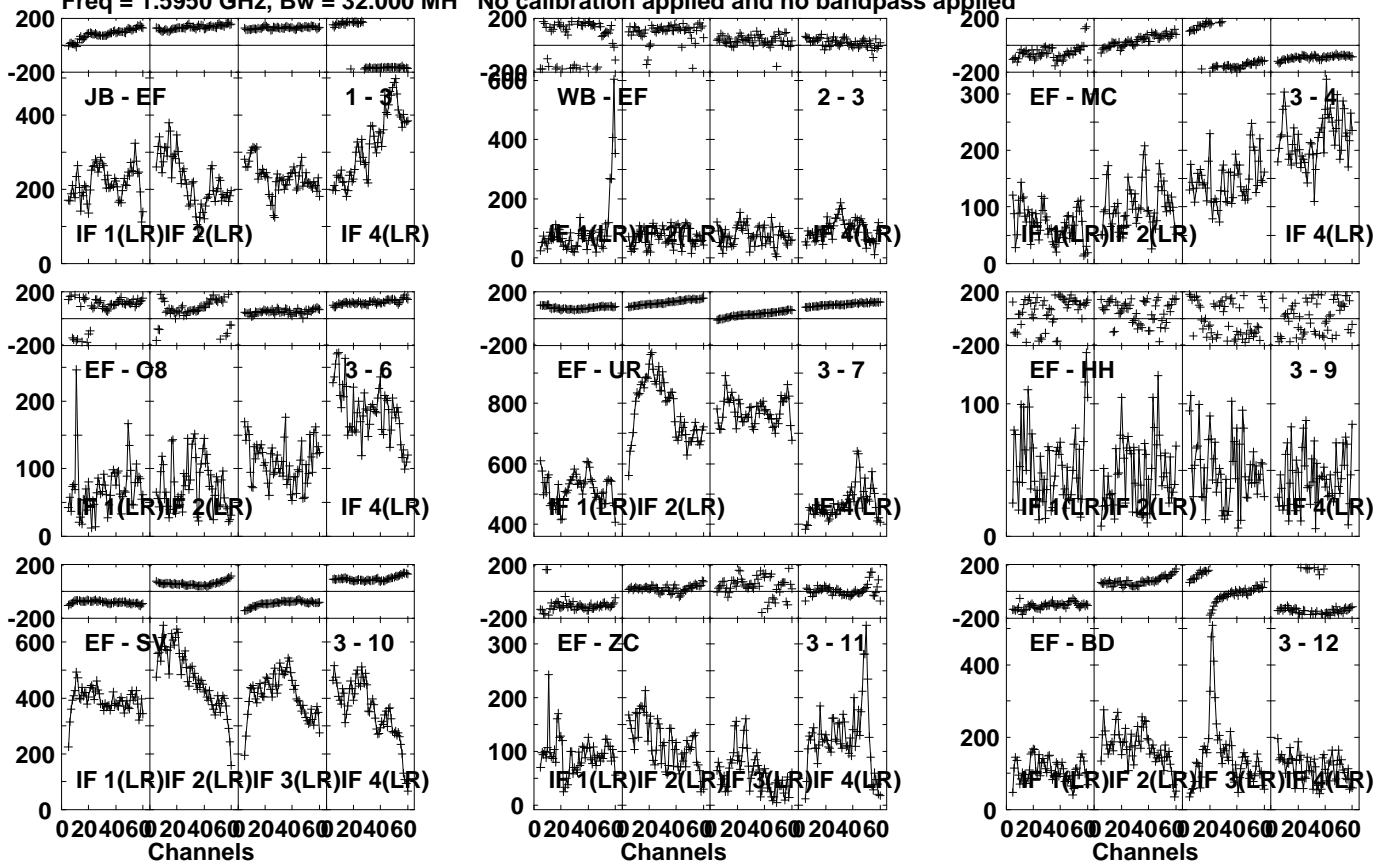 Freq = 1.5950 GHz, Bw = 32.000 MH No calibration applied and no bandpass applied
200
-200
JB - EF 1 - 3
400
200
0
IF 1(LR) IF 2(LR) IF 4(LR)
200
-200
600
WB - EF 2 - 3
400
200
0
IF 1(LR) IF 2(LR) IF 4(LR)
200
-200
EF - MC 3 - 4
300
200
100
0
IF 1(LR) IF 2(LR) IF 4(LR)
200
-200
EF - O8 3 - 6
200
100
0
IF 1(LR) IF 2(LR) IF 4(LR)
200
-200
EF - UR 3 - 7
800
600
400
IF 1(LR) IF 2(LR) IF 4(LR)
200
-200
EF - HH 3 - 9
100
0
IF 1(LR) IF 2(LR) IF 4(LR)
200
-200
EF - SV 3 - 10
600
400
200
0
IF 1(LR) IF 2(LR) IF 3(LR) IF 4(LR)
0 20 40 60 0 20 40 60 0 20 40 60 0 20 40 60
Channels
200
-200
EF - ZC 3 - 11
300
200
100
0
IF 1(LR) IF 2(LR) IF 3(LR) IF 4(LR)
0 20 40 60 0 20 40 60 0 20 40 60 0 20 40 60
Channels
200
-200
EF - BD 3 - 12
400
200
0
IF 1(LR) IF 2(LR) IF 3(LR) IF 4(LR)
0 20 40 60 0 20 40 60 0 20 40 60 0 20 40 60
Channels